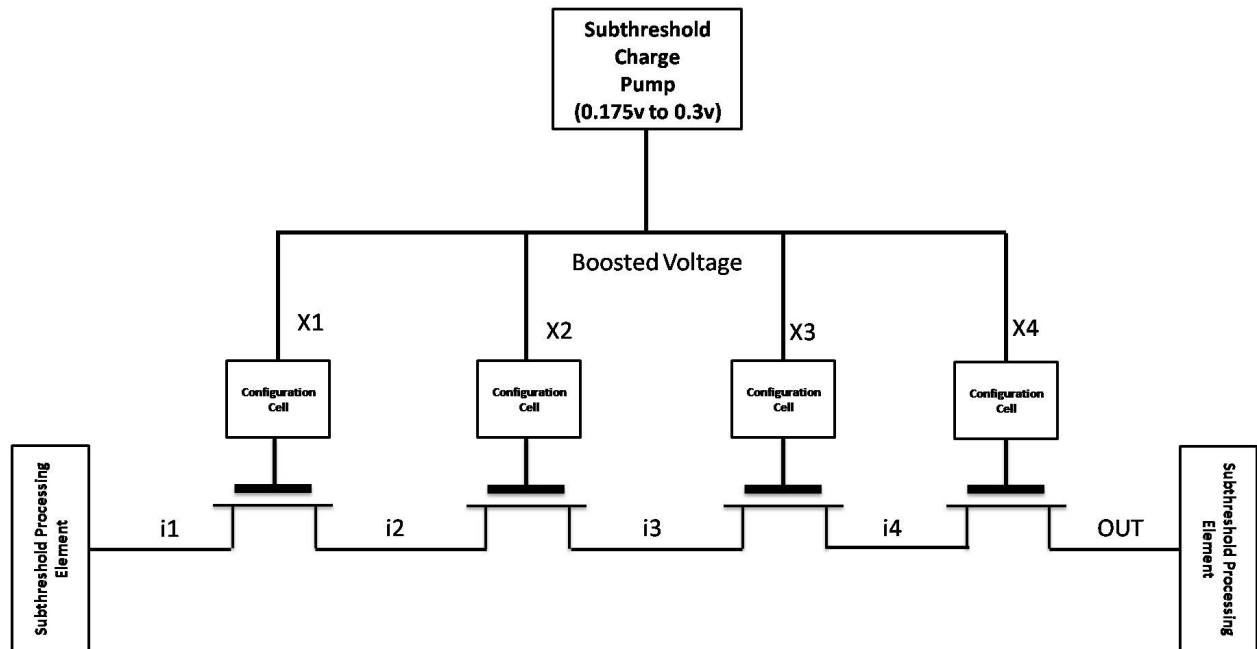 Subthreshold
Charge
Pump
(0.175v to 0.3v)
Boosted Voltage
X1
X2
X3
X4
Configuration
Cell
Configuration
Cell
Configuration
Cell
Configuration
Cell
Subthreshold Processing
Element
i1
i2
i3
i4
OUT
Subthreshold Processing
Element